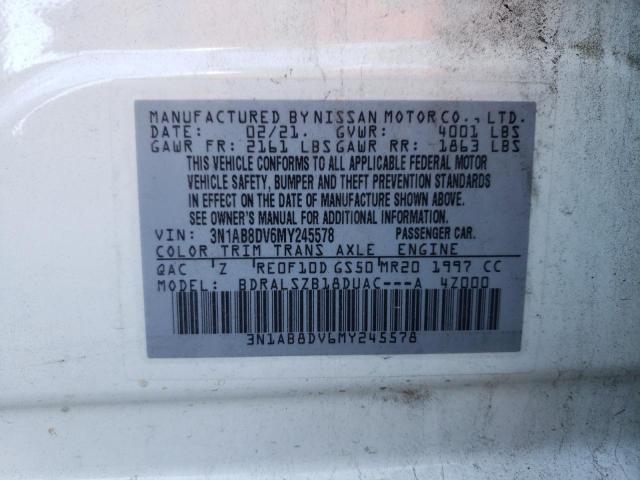 MANUFACTURED BY NISSAN MOTOR CO., LTD.
DATE: 02/21. GVWR: 4001 LBS
GAWR FR: 2161 LBS GAWR RR: 1863 LBS
THIS VEHICLE CONFORMS TO ALL APPLICABLE FEDERAL MOTOR
VEHICLE SAFETY, BUMPER AND THEFT PREVENTION STANDARDS
IN EFFECT ON THE DATE OF MANUFACTURE SHOWN ABOVE.
SEE OWNER'S MANUAL FOR ADDITIONAL INFORMATION.
VIN: 3N1AB8DV6MY245578 PASSENGER CAR.
COLOR TRIM TRANS AXLE ENGINE
QAC Z RE0F10D GS50 MR20 1997 CC
MODEL: BDRALSZB18DUAC---A 4Z000
3N1AB8DV6MY245578